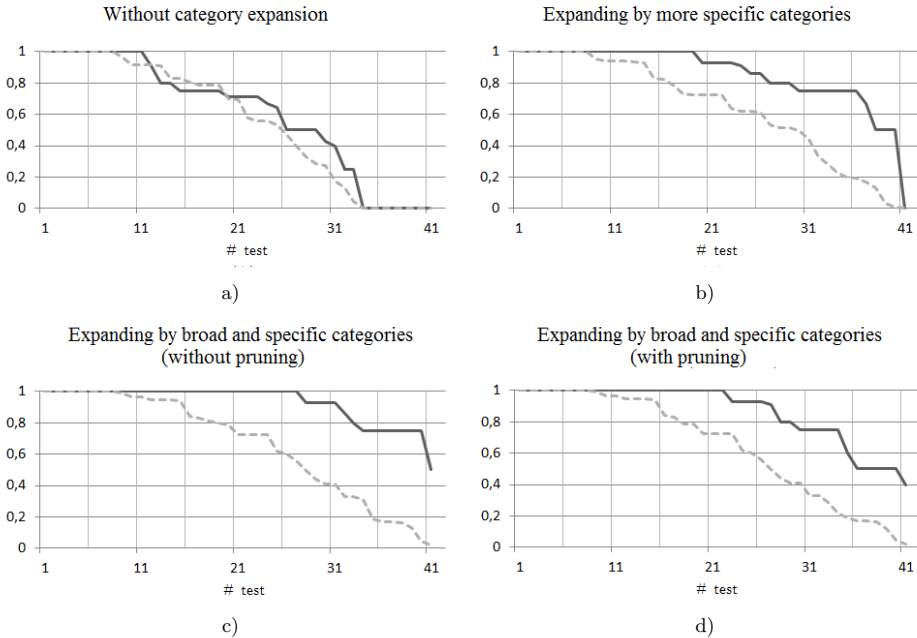 Without category expansion
Expanding by more specific categories
1
0,8
0,6
0,4
0,2
0
1 11 21 31 41
# test
a)
1
0,8
0,6
0,4
0,2
0
1 11 21 31 41
# test
b)
Expanding by broad and specific categories
(without pruning)
Expanding by broad and specific categories
(with pruning)
1
0,8
0,6
0,4
0,2
0
1 11 21 31 41
# test
c)
1
0,8
0,6
0,4
0,2
0
1 11 21 31 41
# test
d)